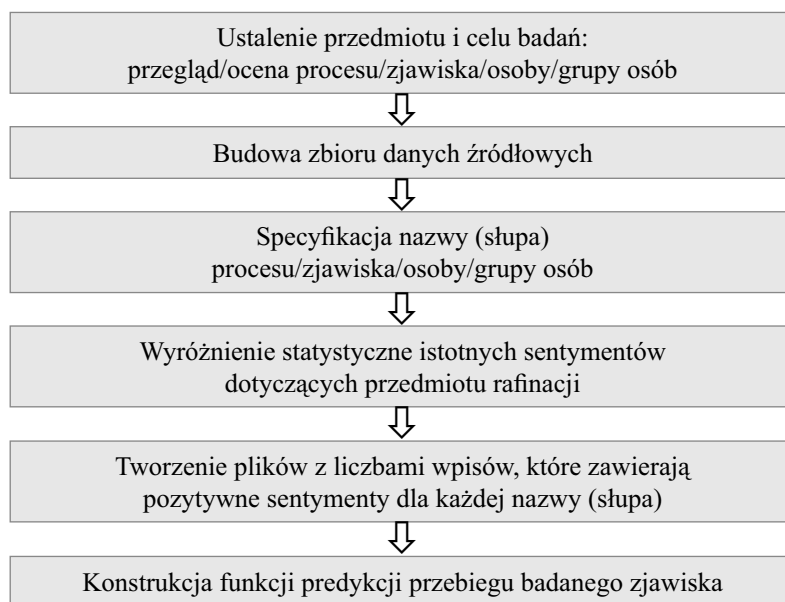 Ustalenie przedmiotu i celu badań:
przegląd/ocena procesu/zjawiska/osoby/grupy osób
Budowa zbioru danych źródłowych
Specyfikacja nazwy (słupa)
procesu/zjawiska/osoby/grupy osób
Wyróżnienie statystyczne istotnych sentymentów
dotyczących przedmiotu rafinacji
Tworzenie plików z liczbami wpisów, które zawierają
pozytywne sentymenty dla każdej nazwy (słupa)
Konstrukcja funkcji predykcji przebiegu badanego zjawiska